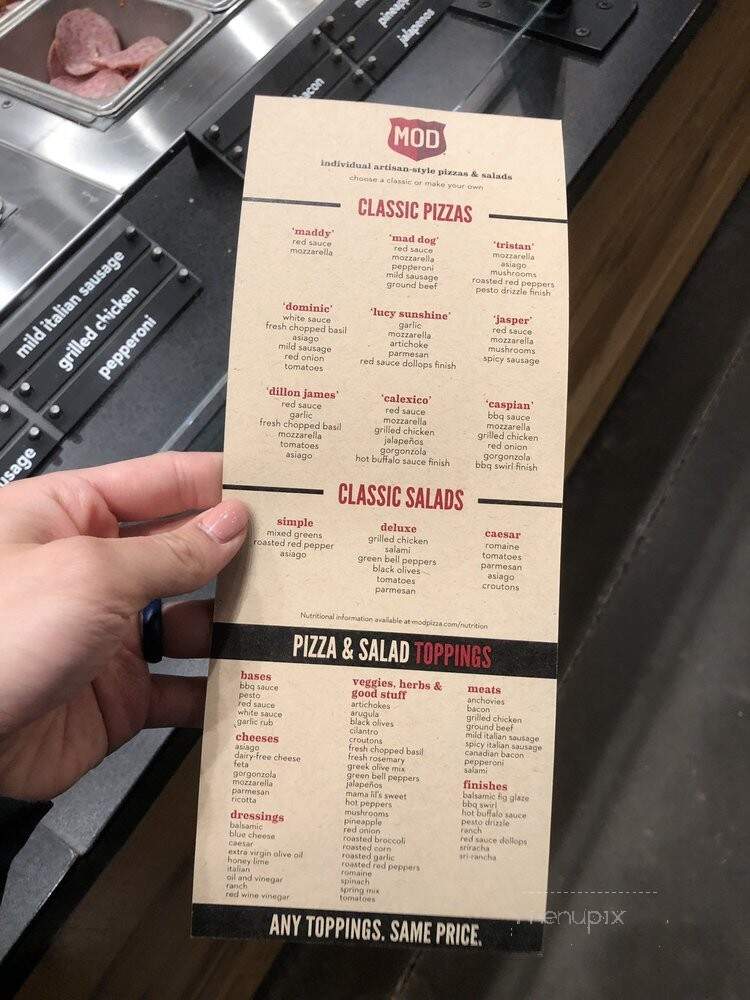 pineapp
jalapenos
bacon
mild italian sausage
grilled chicken
pepperoni
usage
MOD
individual artisan-style pizzas & salads
choose a classic or make your own
CLASSIC PIZZAS
'maddy'
red sauce
mozzarella
'mad dog'
red sauce
mozzarella
pepperoni
mild sausage
ground beef
'tristan'
mozzarella
asiago
mushrooms
roasted red peppers
pesto drizzle finish
'dominic'
white sauce
fresh chopped basil
asiago
mild sausage
red onion
tomatoes
'lucy sunshine'
garlic
mozzarella
artichoke
parmesan
red sauce dollops finish
'jasper'
red sauce
mozzarella
mushrooms
spicy sausage
'dillon james'
red sauce
garlic
fresh chopped basil
mozzarella
tomatoes
asiago
'calexico'
red sauce
mozzarella
grilled chicken
jalapeños
gorgonzola
hot buffalo sauce finish
'caspian'
bbq sauce
mozzarella
grilled chicken
red onion
gorgonzola
bbq swirl finish
CLASSIC SALADS
simple
mixed greens
roasted red pepper
asiago
deluxe
grilled chicken
salami
green bell peppers
black olives
tomatoes
parmesan
caesar
romaine
tomatoes
parmesan
asiago
croutons
Nutritional information available at modpizza.com/nutrition
PIZZA & SALAD TOPPINGS
bases
bbq sauce
pesto
red sauce
white sauce
garlic rub
cheeses
asiago
dairy-free cheese
feta
gorgonzola
mozzarella
parmesan
ricotta
dressings
balsamic
blue cheese
caesar
extra virgin olive oil
honey lime
italian
oil and vinegar
ranch
red wine vinegar
veggies, herbs &
good stuff
artichokes
arugula
black olives
cilantro
croutons
fresh chopped basil
fresh rosemary
greek olive mix
green bell peppers
jalapeños
mama lil's sweet
hot peppers
mushrooms
pineapple
red onion
roasted broccoli
roasted corn
roasted garlic
roasted red peppers
romaine
spinach
spring mix
tomatoes
meats
anchovies
bacon
grilled chicken
ground beef
mild italian sausage
spicy italian sausage
canadian bacon
pepperoni
salami
finishes
balsamic fig glaze
bbq swirl
hot buffalo sauce
pesto drizzle
ranch
red sauce dollops
sriracha
sri-rancha
ANY TOPPINGS. SAME PRICE.
menupix